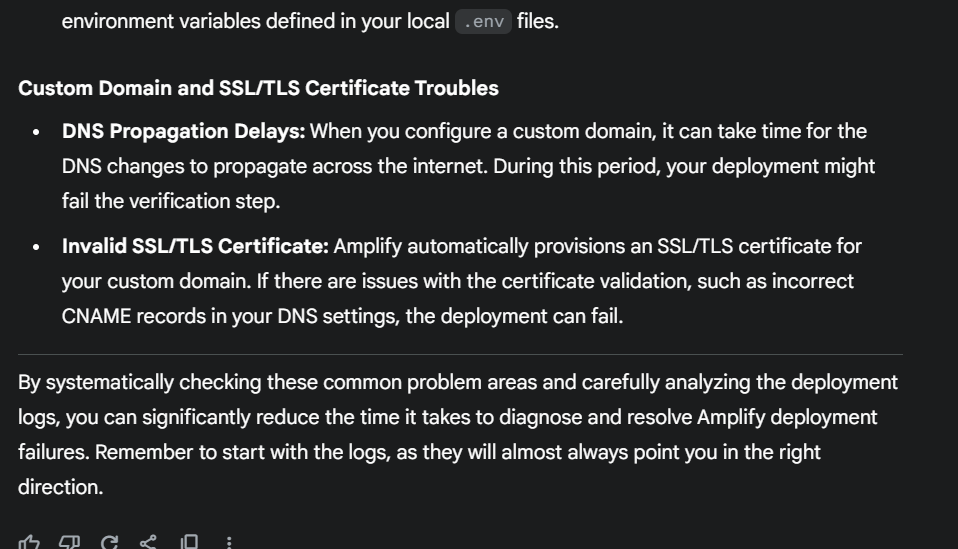 environment variables defined in your local .env files.
Custom Domain and SSL/TLS Certificate Troubles
• DNS Propagation Delays: When you configure a custom domain, it can take time for the
DNS changes to propagate across the internet. During this period, your deployment might
fail the verification step.
• Invalid SSL/TLS Certificate: Amplify automatically provisions an SSL/TLS certificate for
your custom domain. If there are issues with the certificate validation, such as incorrect
CNAME records in your DNS settings, the deployment can fail.
By systematically checking these common problem areas and carefully analyzing the deployment
logs, you can significantly reduce the time it takes to diagnose and resolve Amplify deployment
failures. Remember to start with the logs, as they will almost always point you in the right
direction.